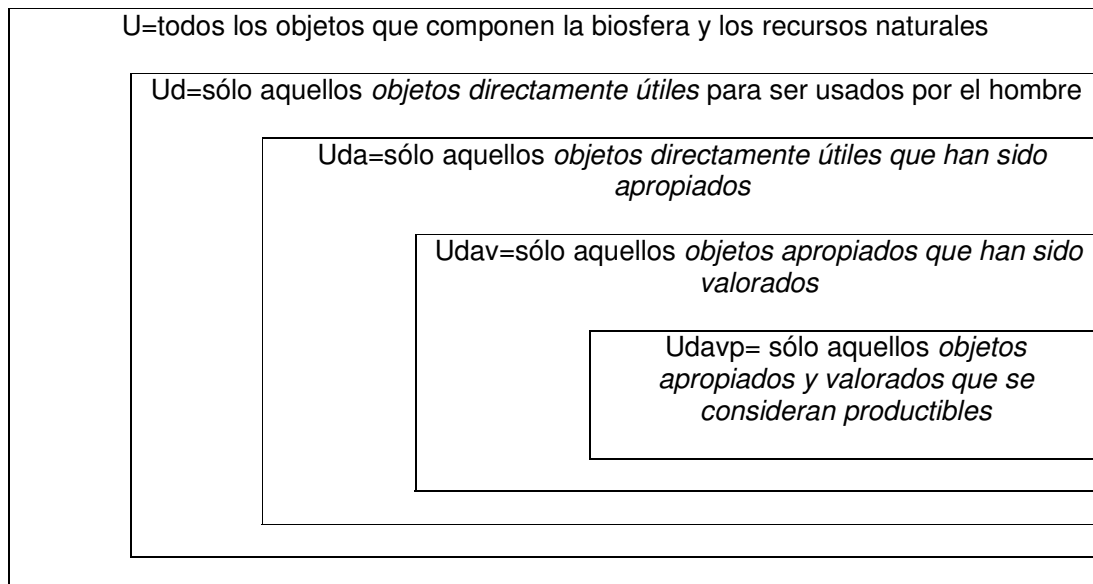 U=todos los objetos que componen la biosfera y los recursos naturales
Ud=sólo aquellos objetos directamente útiles para ser usados por el hombre
Uda=sólo aquellos objetos directamente útiles que han sido
apropiados
Udav=sólo aquellos objetos apropiados que han sido
valorados
Udavp= sólo aquellos objetos
apropiados y valorados que se
consideran productibles